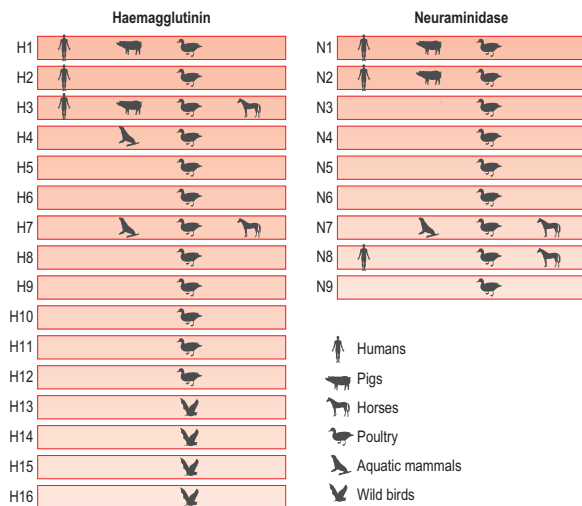 Haemagglutinin
H1
H2
H3
H4
H5
H6
H7
H8
H9
H10
H11
H12
H13
H14
H15
H16
Neuraminidase
N1
N2
N3
N4
N5
N6
N7
N8
N9
Humans
Pigs
Horses
Poultry
Aquatic mammals
Wild birds